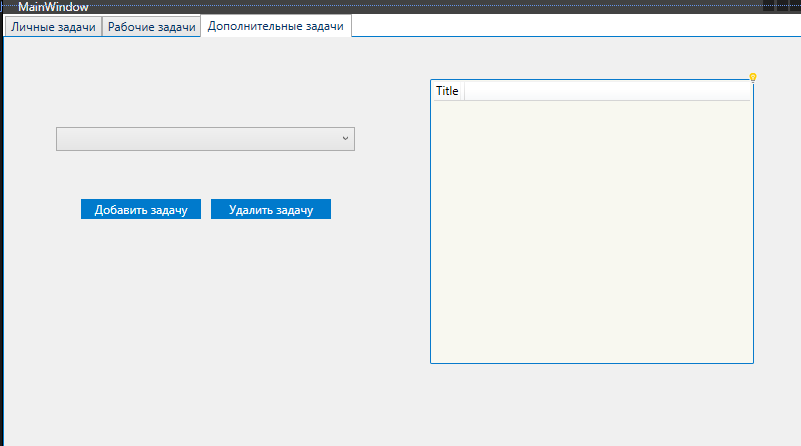 MainWindow
Личные задачи Рабочие задачи Дополнительные задачи
Title
Добавить задачу Удалить задачу